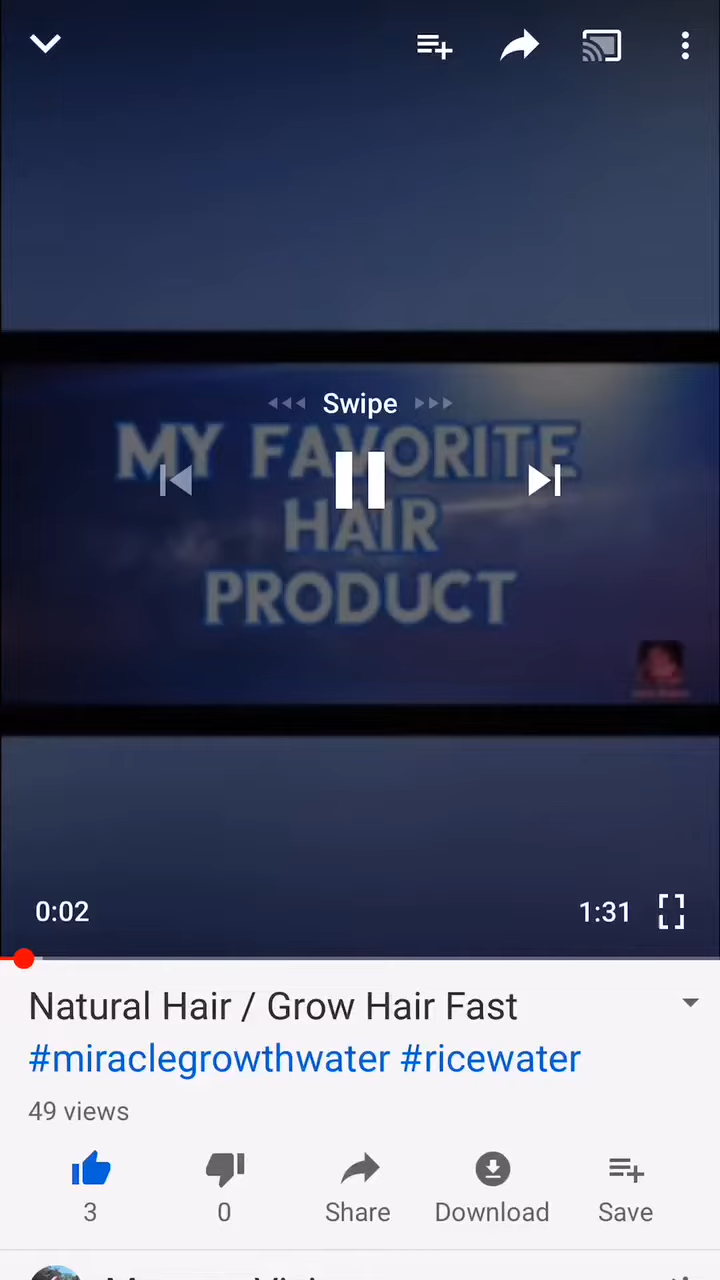 Swipe
MY FAVORITE
HAIR
PRODUCT
0:02
1:31
Natural Hair / Grow Hair Fast
#miraclegrowthwater #ricewater
49 views
3
0
Share
Download
Save